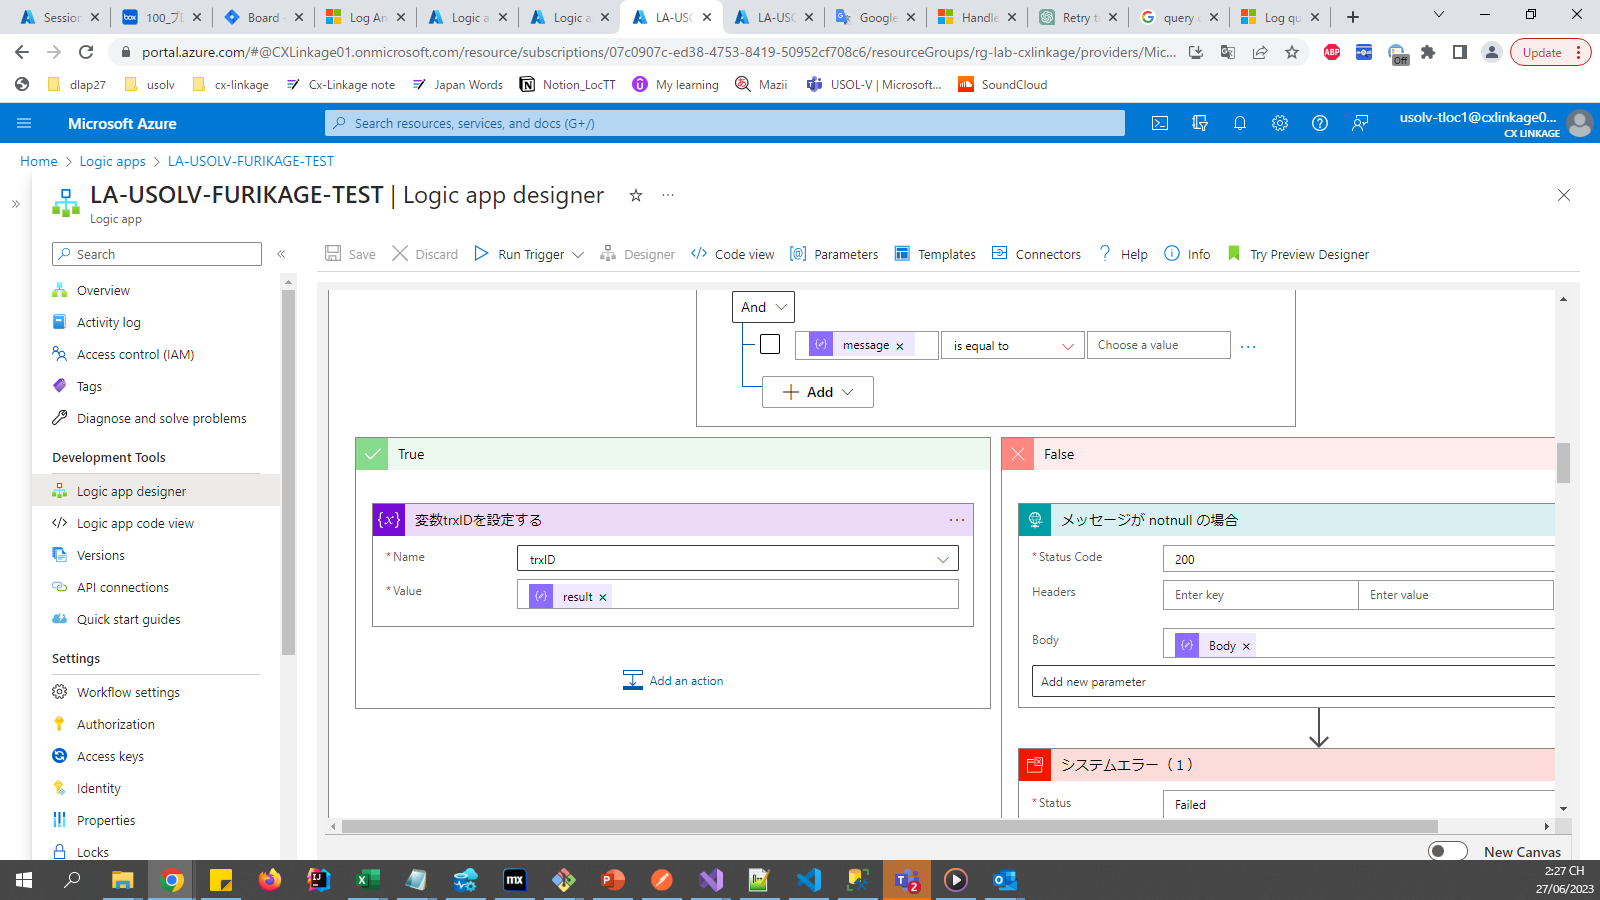 Session
100_プ
Board -
Log An
Logic a
Logic a
LA-USO
LA-USO
Google
Handle
Retry t
query c
Log qu
portal.azure.com/#@CXLinkage01.onmicrosoft.com/resource/subscriptions/07c0907c-ed38-4753-8419-50952cf708c6/resourceGroups/rg-lab-cxlinkage/providers/Mic...
ABP
Off
Update
dlap27
usolv
cx-linkage
Cx-Linkage note
Japan Words
Notion_LocTT
My learning
Mazii
USOL-V | Microsoft...
SoundCloud
Microsoft Azure
Search resources, services, and docs (G+/)
usolv-tloc1@cxlinkage0...
CX LINKAGE
Home > Logic apps > LA-USOLV-FURIKAGE-TEST
LA-USOLV-FURIKAGE-TEST | Logic app designer
Logic app
Search
Save
Discard
Run Trigger
Designer
Code view
Parameters
Templates
Connectors
Help
Info
Try Preview Designer
Overview
Activity log
Access control (IAM)
Tags
Diagnose and solve problems
Development Tools
Logic app designer
Logic app code view
Versions
API connections
Quick start guides
Settings
Workflow settings
Authorization
Access keys
Identity
Properties
Locks
And
message
is equal to
Choose a value
Add
True
変数trxIDを設定する
* Name
trxID
* Value
result
Add an action
False
メッセージが notnull の場合
* Status Code
200
Headers
Enter key
Enter value
Body
Body
Add new parameter
システムエラー（１）
* Status
Failed
New Canvas
mx
2
2:27 CH
27/06/2023